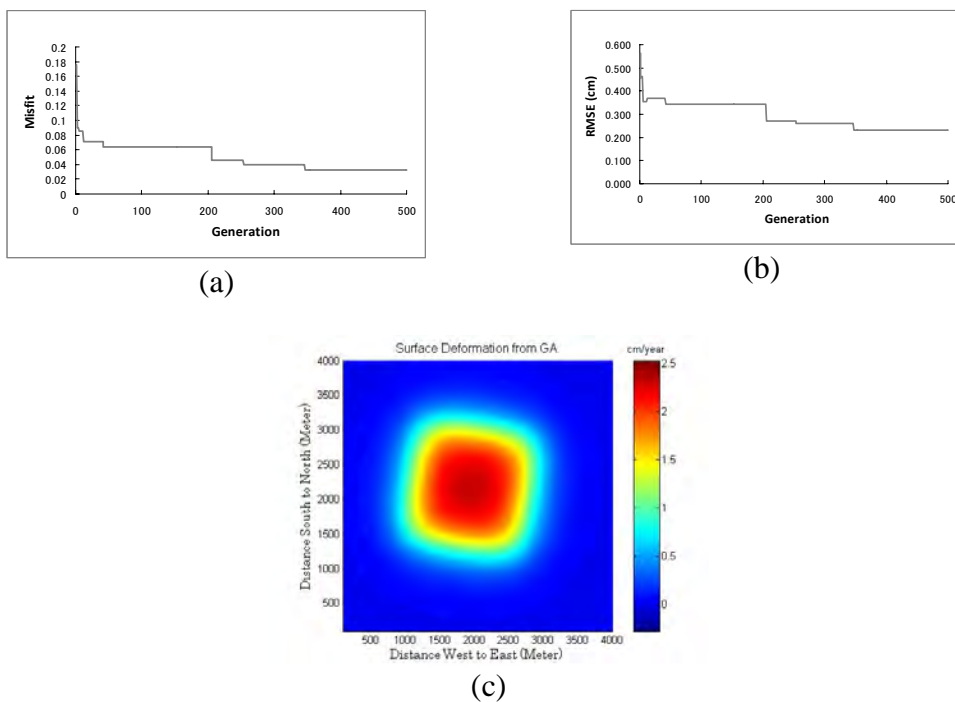 0.2
0.18
0.16
0.14
0.12
0.1
0.08
0.06
0.04
0.02
0
Misfit
0 100 200 300 400 500
Generation
(a)
0.600
0.500
0.400
0.300
0.200
0.100
0.000
RMSE (cm)
0 100 200 300 400 500
Generation
(b)
Surface Deformation from GA
cm/year
4000
3500
3000
2500
2000
1500
1000
500
Distance South to North (Meter)
500 1000 1500 2000 2500 3000 3500 4000
Distance West to East (Meter)
2.5
2
1.5
1
0.5
0
(c)